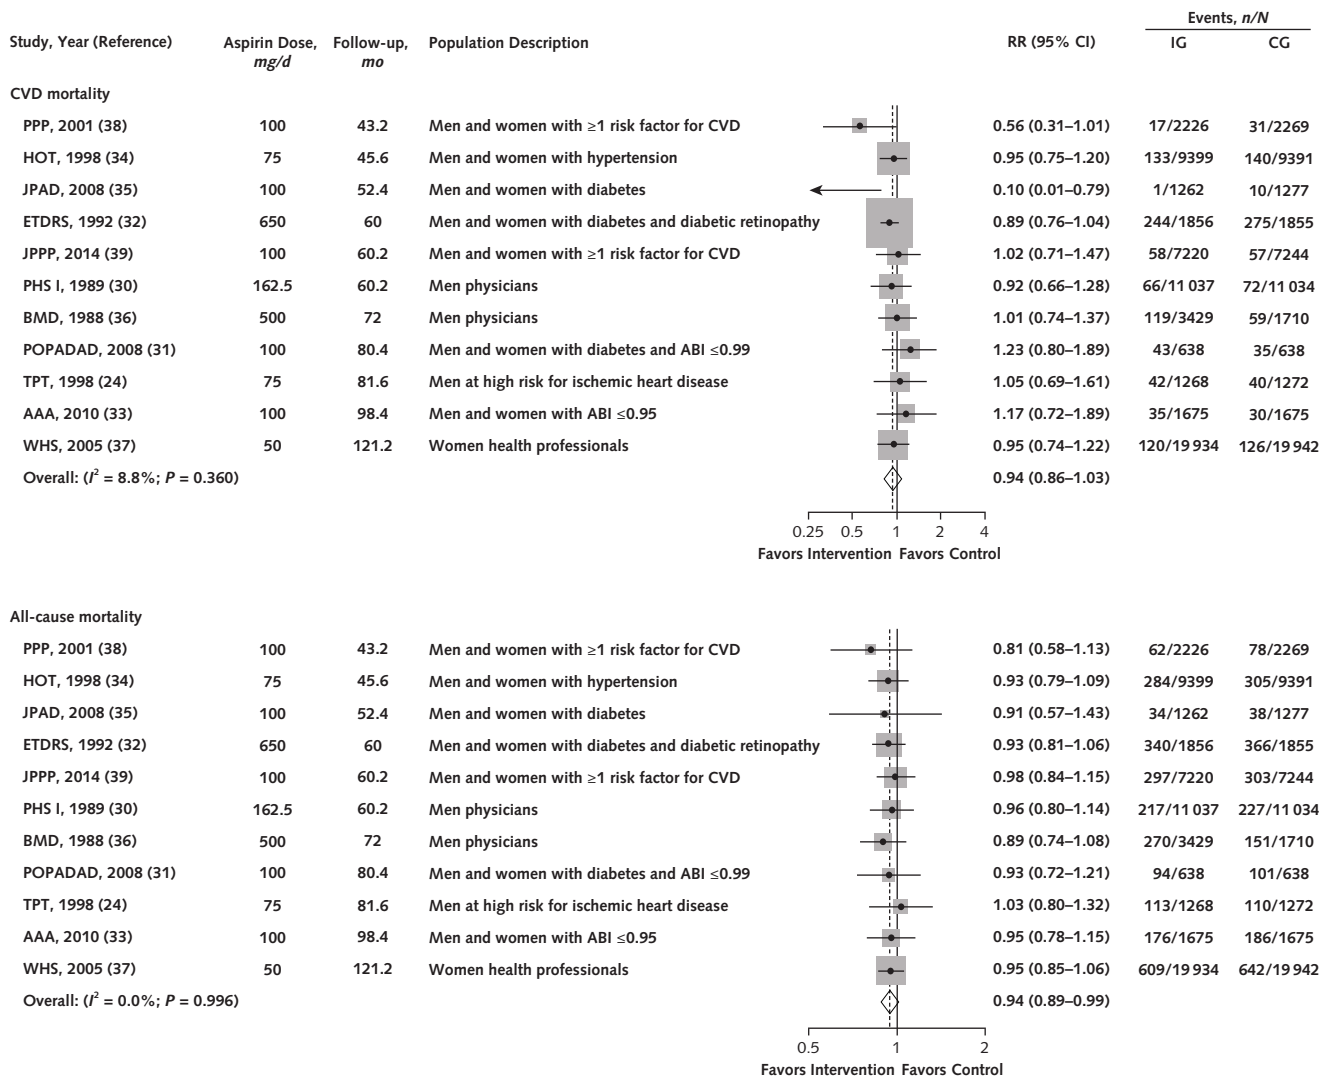 Events, n/N
Study, Year (Reference) Aspirin Dose, mg/d Follow-up, mo Population Description RR (95% CI) IG CG
CVD mortality
PPP, 2001 (38) 100 43.2 Men and women with ≥1 risk factor for CVD 0.56 (0.31–1.01) 17/2226 31/2269
HOT, 1998 (34) 75 45.6 Men and women with hypertension 0.95 (0.75–1.20) 133/9399 140/9391
JPAD, 2008 (35) 100 52.4 Men and women with diabetes 0.10 (0.01–0.79) 1/1262 10/1277
ETDRS, 1992 (32) 650 60 Men and women with diabetes and diabetic retinopathy 0.89 (0.76–1.04) 244/1856 275/1855
JPPP, 2014 (39) 100 60.2 Men and women with ≥1 risk factor for CVD 1.02 (0.71–1.47) 58/7220 57/7244
PHS I, 1989 (30) 162.5 60.2 Men physicians 0.92 (0.66–1.28) 66/11 037 72/11 034
BMD, 1988 (36) 500 72 Men physicians 1.01 (0.74–1.37) 119/3429 59/1710
POPADAD, 2008 (31) 100 80.4 Men and women with diabetes and ABI ≤0.99 1.23 (0.80–1.89) 43/638 35/638
TPT, 1998 (24) 75 81.6 Men at high risk for ischemic heart disease 1.05 (0.69–1.61) 42/1268 40/1272
AAA, 2010 (33) 100 98.4 Men and women with ABI ≤0.95 1.17 (0.72–1.89) 35/1675 30/1675
WHS, 2005 (37) 50 121.2 Women health professionals 0.95 (0.74–1.22) 120/19 934 126/19 942
Overall: (I² = 8.8%; P = 0.360) 0.94 (0.86–1.03)
0.25 0.5 1 2 4
Favors Intervention Favors Control
All-cause mortality
PPP, 2001 (38) 100 43.2 Men and women with ≥1 risk factor for CVD 0.81 (0.58–1.13) 62/2226 78/2269
HOT, 1998 (34) 75 45.6 Men and women with hypertension 0.93 (0.79–1.09) 284/9399 305/9391
JPAD, 2008 (35) 100 52.4 Men and women with diabetes 0.91 (0.57–1.43) 34/1262 38/1277
ETDRS, 1992 (32) 650 60 Men and women with diabetes and diabetic retinopathy 0.93 (0.81–1.06) 340/1856 366/1855
JPPP, 2014 (39) 100 60.2 Men and women with ≥1 risk factor for CVD 0.98 (0.84–1.15) 297/7220 303/7244
PHS I, 1989 (30) 162.5 60.2 Men physicians 0.96 (0.80–1.14) 217/11 037 227/11 034
BMD, 1988 (36) 500 72 Men physicians 0.89 (0.74–1.08) 270/3429 151/1710
POPADAD, 2008 (31) 100 80.4 Men and women with diabetes and ABI ≤0.99 0.93 (0.72–1.21) 94/638 101/638
TPT, 1998 (24) 75 81.6 Men at high risk for ischemic heart disease 1.03 (0.80–1.32) 113/1268 110/1272
AAA, 2010 (33) 100 98.4 Men and women with ABI ≤0.95 0.95 (0.78–1.15) 176/1675 186/1675
WHS, 2005 (37) 50 121.2 Women health professionals 0.95 (0.85–1.06) 609/19 934 642/19 942
Overall: (I² = 0.0%; P = 0.996) 0.94 (0.89–0.99)
0.5 1 2
Favors Intervention Favors Control